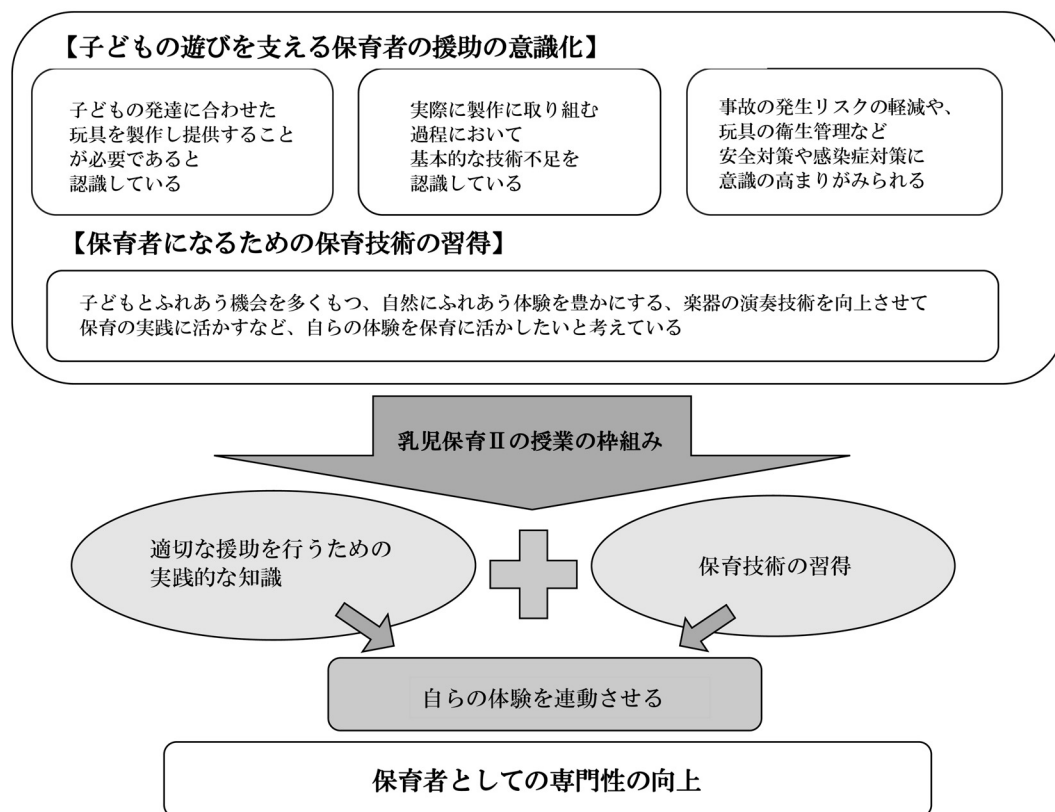 【子どもの遊びを支える保育者の援助の意識化】
子どもの発達に合わせた
玩具を製作し提供すること
が必要であると
認識している
実際に製作に取り組む
過程において
基本的な技術不足を
認識している
事故の発生リスクの軽減や、
玩具の衛生管理など
安全対策や感染症対策に
意識の高まりがみられる
【保育者になるための保育技術の習得】
子どもとふれあう機会を多くもつ、自然にふれあう体験を豊かにする、楽器の演奏技術を向上させて
保育の実践に活かすなど、自らの体験を保育に活かしたいと考えている
乳児保育Ⅱの授業の枠組み
適切な援助を行うための
実践的な知識
保育技術の習得
自らの体験を連動させる
保育者としての専門性の向上